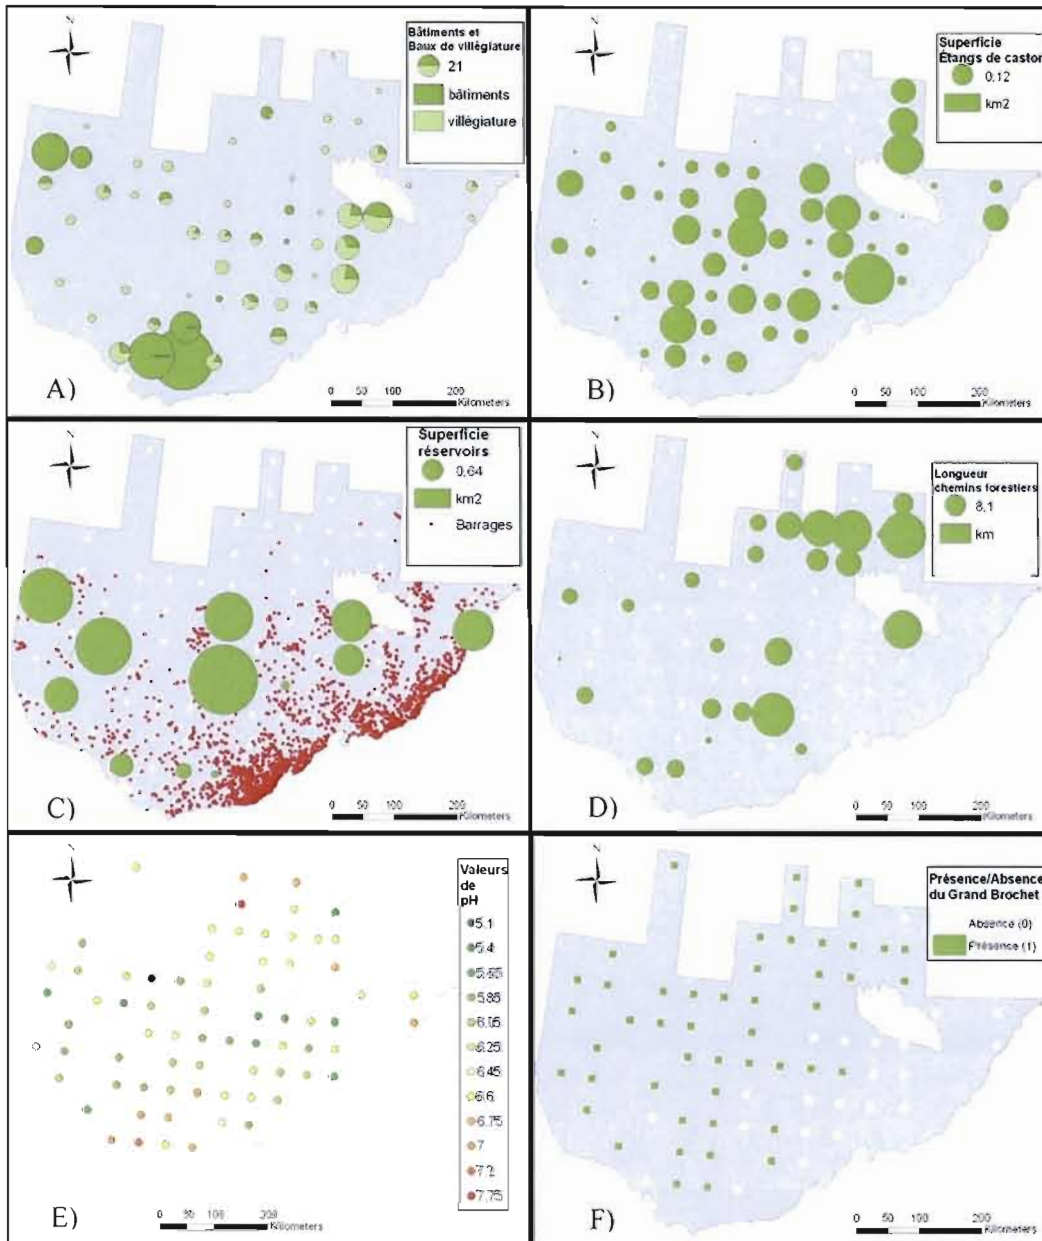 N
Bâtiments et
Baux de villégiature
21
bâtiments
villégiature
A)
0 50 100 200
Kilometers
N
Superficie
Étangs de castor
0,12
km2
B)
0 50 100 200
Kilometers
N
Superficie
réservoirs
0,64
km2
Barrages
C)
0 50 100 200
Kilometers
N
Longueur
chemins forestiers
8,1
km
D)
0 50 100 200
Kilometers
N
Valeurs
de
pH
5,1
5,4
5,65
5,85
6,05
6,25
6,45
6,6
6,75
7
7,2
7,75
E)
0 50 100 200
Kilometers
N
Présence/Absence
du Grand Brochet
Absence (0)
Présence (1)
F)
0 50 100 200
Kilometers